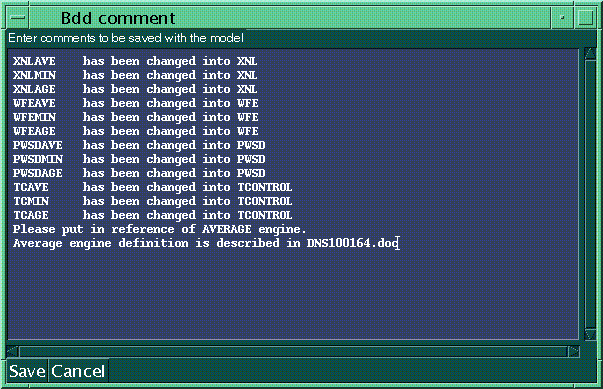 Bdd comment
Enter comments to be saved with the model
XNLAVE has been changed into XNL
XNLMIN has been changed into XNL
XNLAGE has been changed into XNL
WFEAVE has been changed into WFE
WFEMIN has been changed into WFE
WFEAGE has been changed into WFE
PWSDAVE has been changed into PWSD
PWSDMIN has been changed into PWSD
PWSDAGE has been changed into PWSD
TCAVE has been changed into TCONTROL
TCMIN has been changed into TCONTROL
TCAGE has been changed into TCONTROL
Please put in reference of AVERAGE engine.
Average engine definition is described in DNS100164.doc
Save Cancel